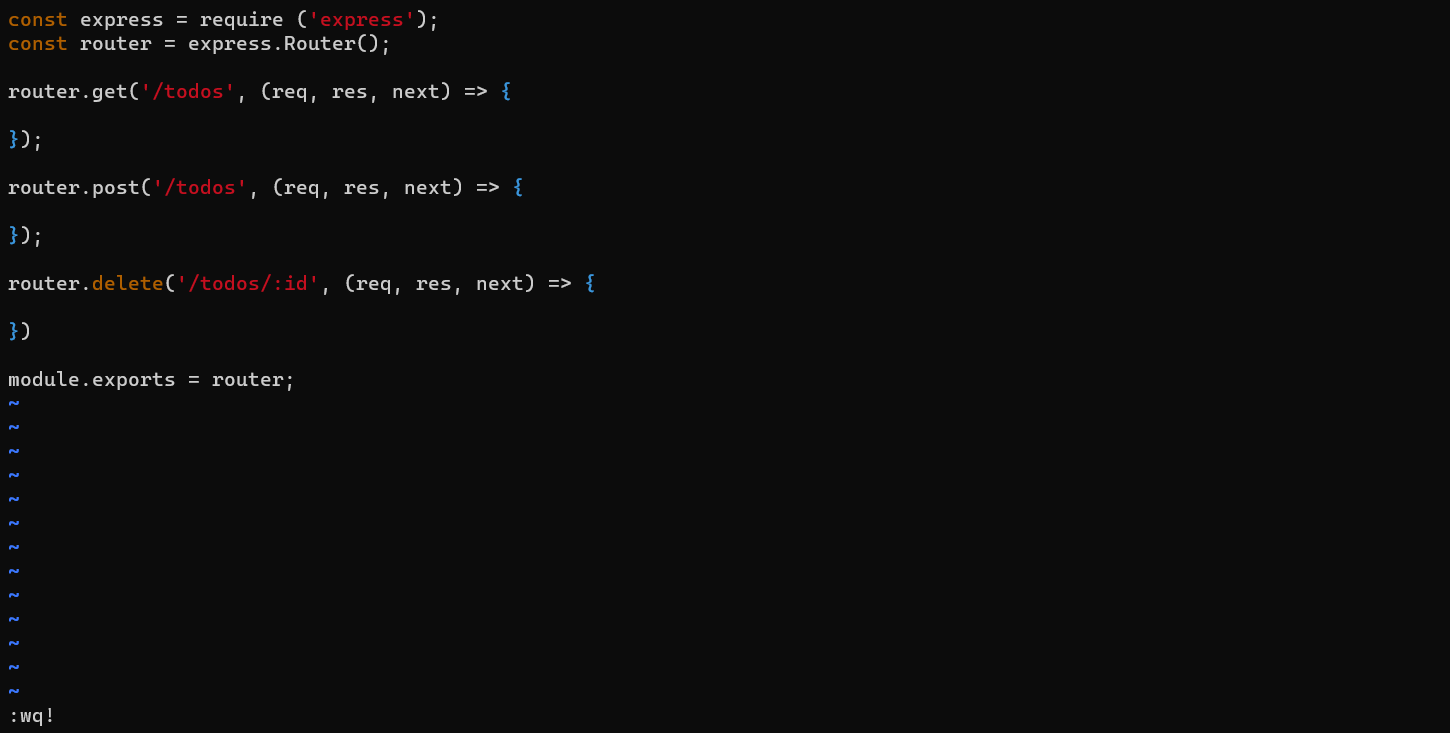 const express = require ('express');
const router = express.Router();
router.get('/todos', (req, res, next) => {
});
router.post('/todos', (req, res, next) => {
});
router.delete('/todos/:id', (req, res, next) => {
})
module.exports = router;
~
~
~
~
~
~
~
~
~
~
~
~
~
:wq!